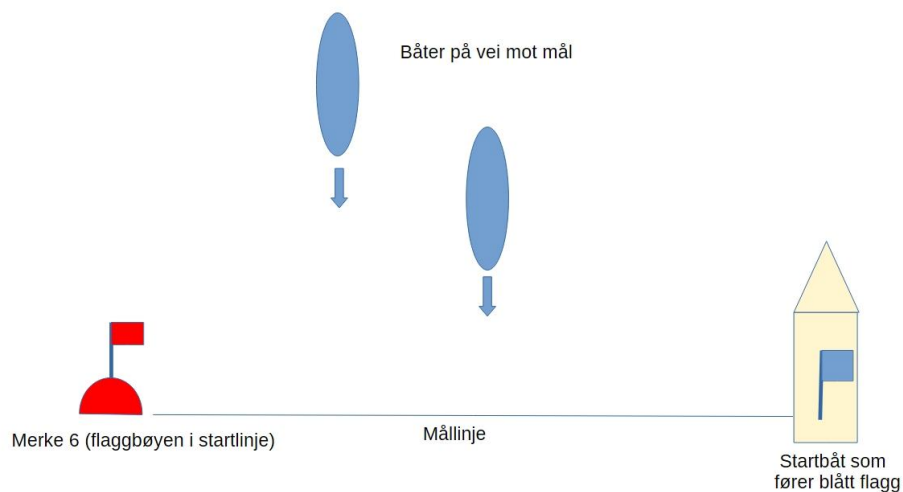 Båter på vei mot mål
Merke 6 (flaggbøyen i startlinje)
Mållinje
Startbåt som
fører blått flagg